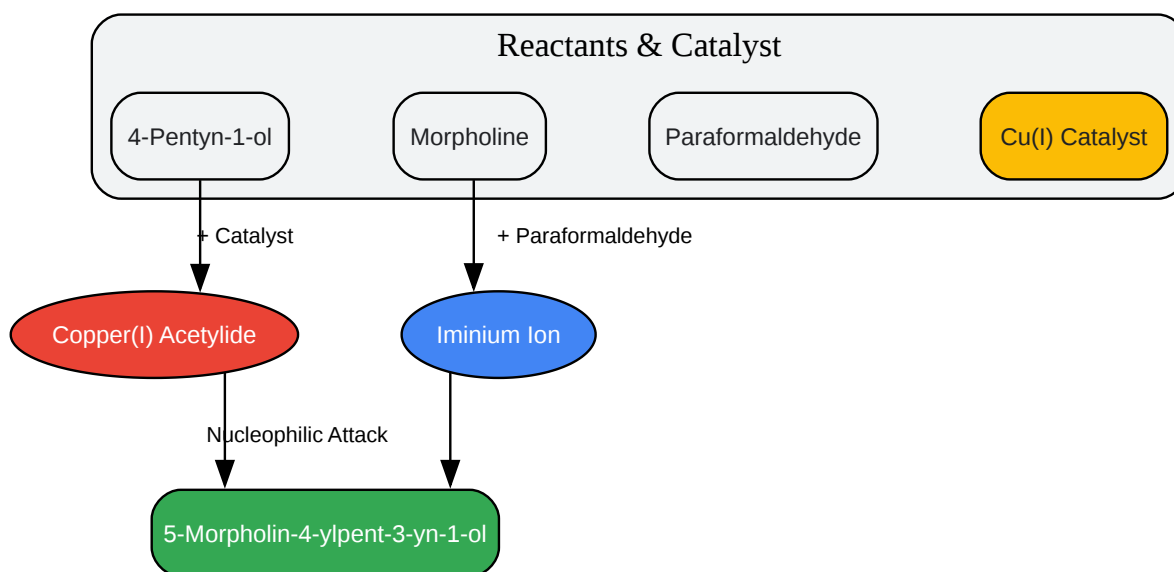 Reactants & Catalyst
4-Pentyn-1-ol
Morpholine
Paraformaldehyde
Cu(I) Catalyst
+ Catalyst
+ Paraformaldehyde
Copper(I) Acetylide
Iminium Ion
Nucleophilic Attack
5-Morpholin-4-ylpent-3-yn-1-ol